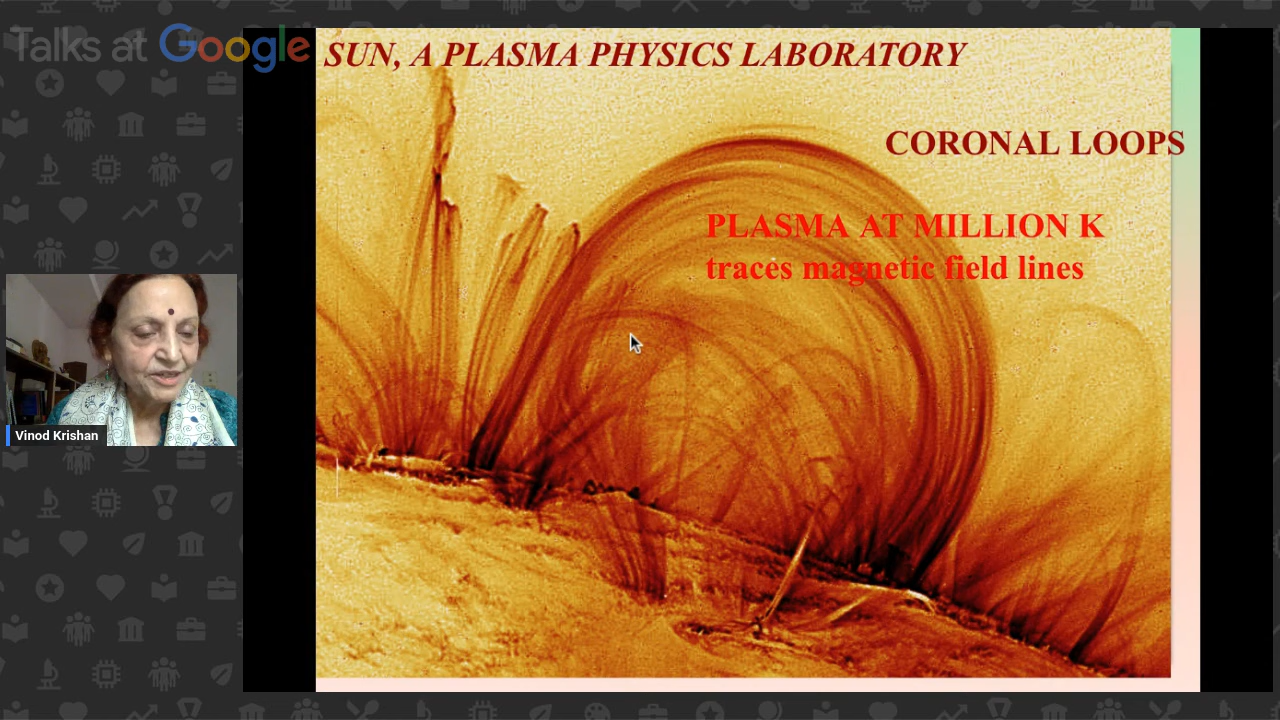 Talks at Google
SUN, A PLASMA PHYSICS LABORATORY
CORONAL LOOPS
PLASMA AT MILLION K
traces magnetic field lines
Vinod Krishan